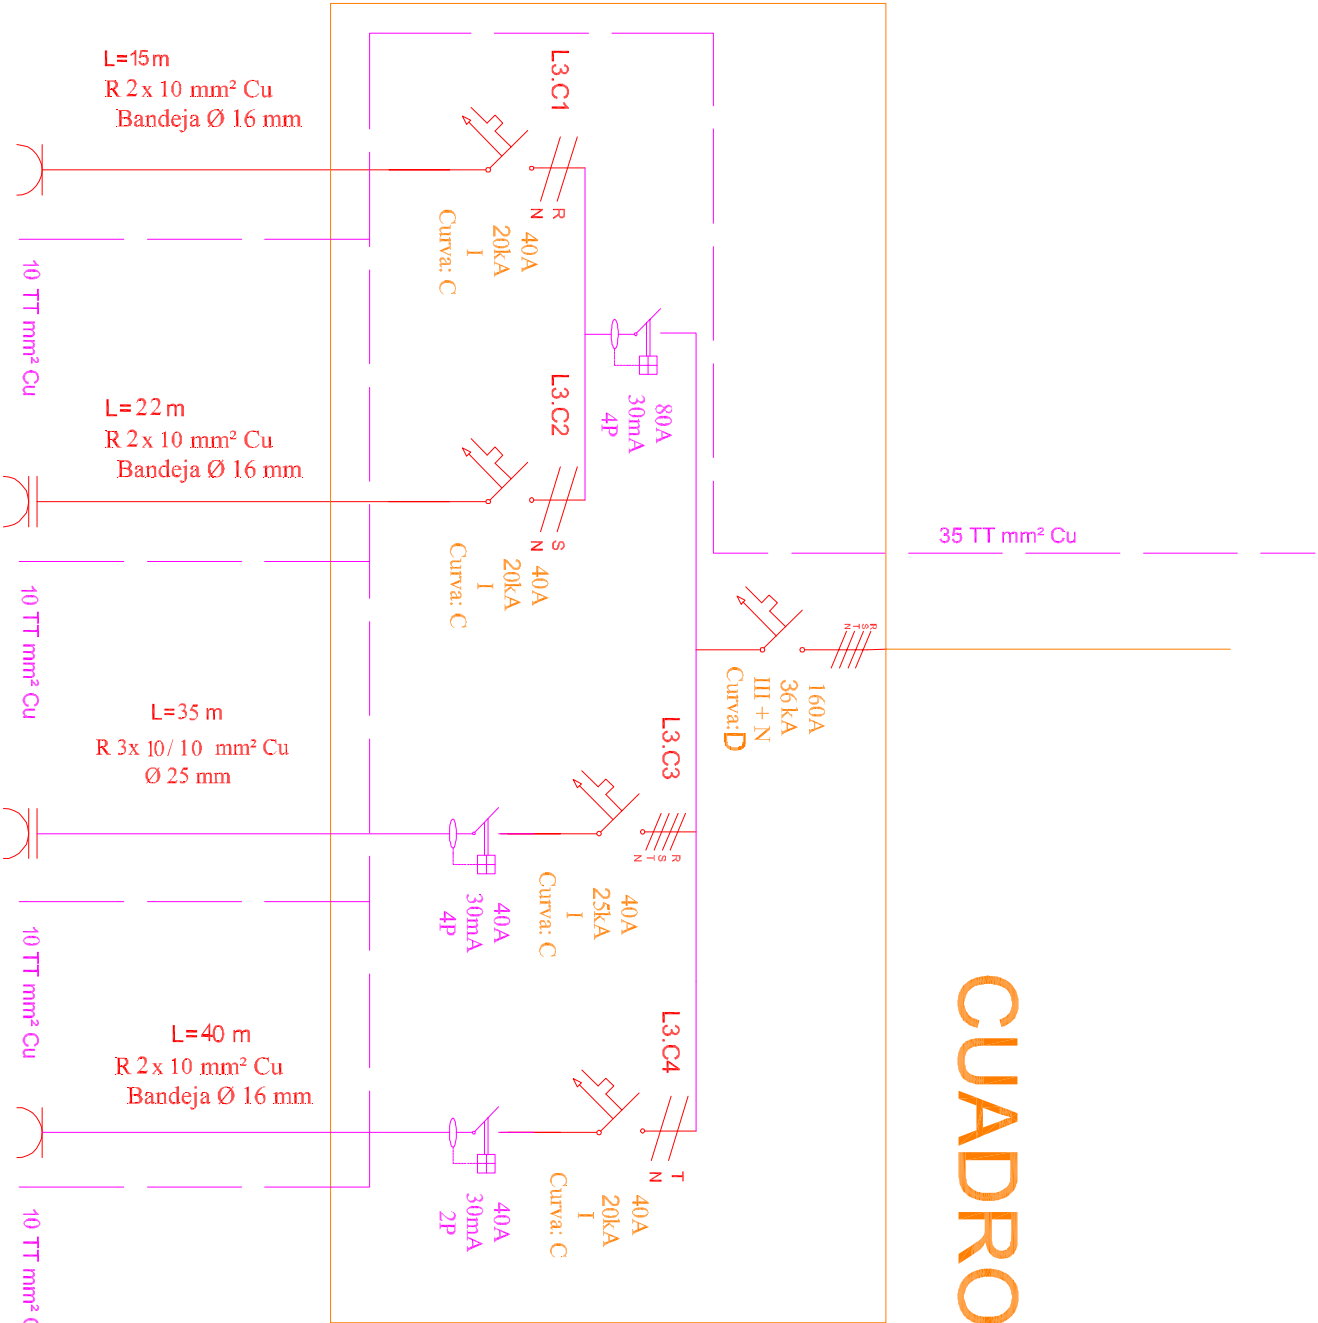 L=15m
R 2x 10 mm² Cu
Bandeja Ø 16 mm
L3.C1
N
R
40A
20kA
I
Curva: C
10 TT mm² Cu
80A
30mA
4P
L=22m
R 2x 10 mm² Cu
Bandeja Ø 16 mm
L3.C2
N
S
40A
20kA
I
Curva: C
10 TT mm² Cu
35 TT mm² Cu
R
S
T
N
160A
36kA
III + N
Curva:D
L=35 m
R 3x 10/10 mm² Cu
Ø 25 mm
L3.C3
N
T
S
R
40A
25kA
I
Curva: C
40A
30mA
4P
10 TT mm² Cu
L=40 m
R 2x 10 mm² Cu
Bandeja Ø 16 mm
L3.C4
N
T
40A
20kA
I
Curva: C
40A
30mA
2P
10 TT mm²
CUADRO